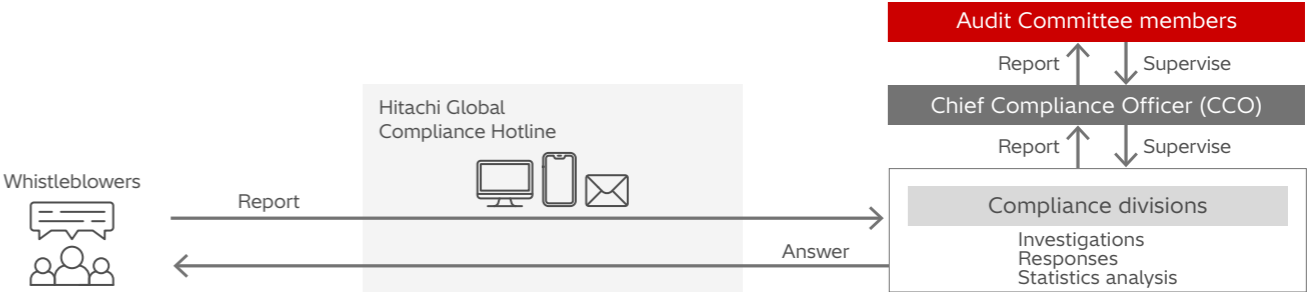 Audit Committee members
Report
Supervise
Chief Compliance Officer (CCO)
Report
Supervise
Hitachi Global
Compliance Hotline
Whistleblowers
Report
Answer
Compliance divisions
Investigations
Responses
Statistics analysis